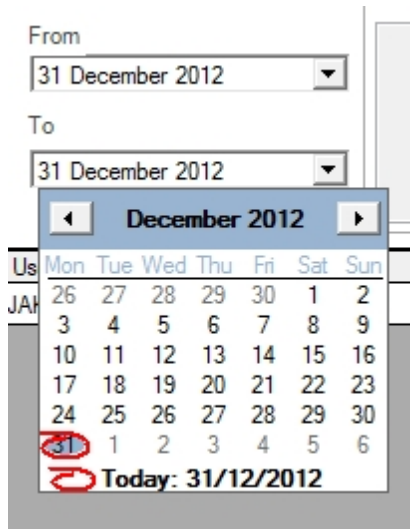 From
31 December 2012
To
31 December 2012
December 2012
Us Mon Tue Wed Thu Fri Sat Sun
JAK 26 27 28 29 30 1 2
3 4 5 6 7 8 9
10 11 12 13 14 15 16
17 18 19 20 21 22 23
24 25 26 27 28 29 30
31 1 2 3 4 5 6
Today: 31/12/2012